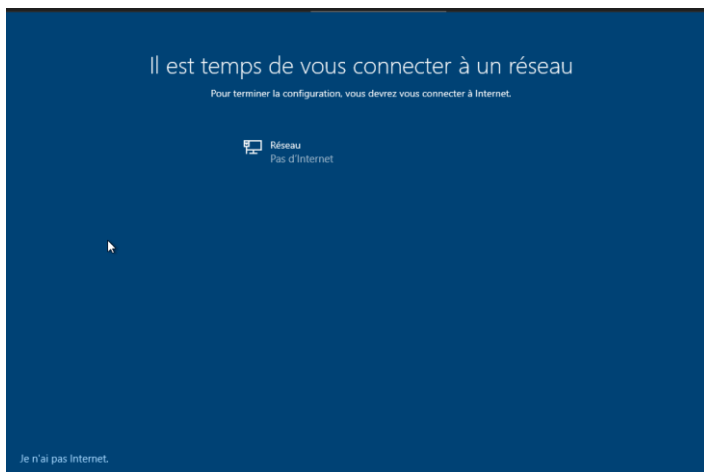 Il est temps de vous connecter à un réseau
Pour terminer la configuration, vous devrez vous connecter à Internet.
Réseau
Pas d'Internet
Je n'ai pas Internet.